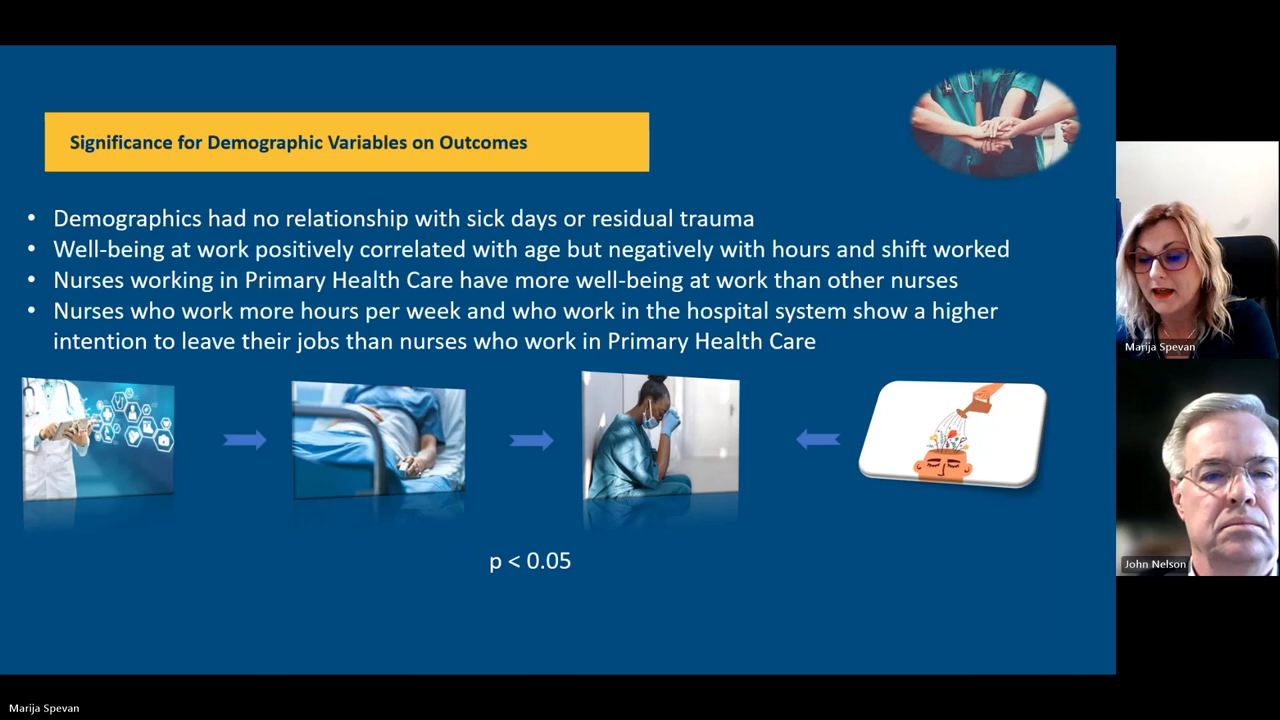 Significance for Demographic Variables on Outcomes
• Demographics had no relationship with sick days or residual trauma
• Well-being at work positively correlated with age but negatively with hours and shift worked
• Nurses working in Primary Health Care have more well-being at work than other nurses
• Nurses who work more hours per week and who work in the hospital system show a higher
intention to leave their jobs than nurses who work in Primary Health Care
p < 0.05
Marija Spevan
John Nelson
Marija Spevan